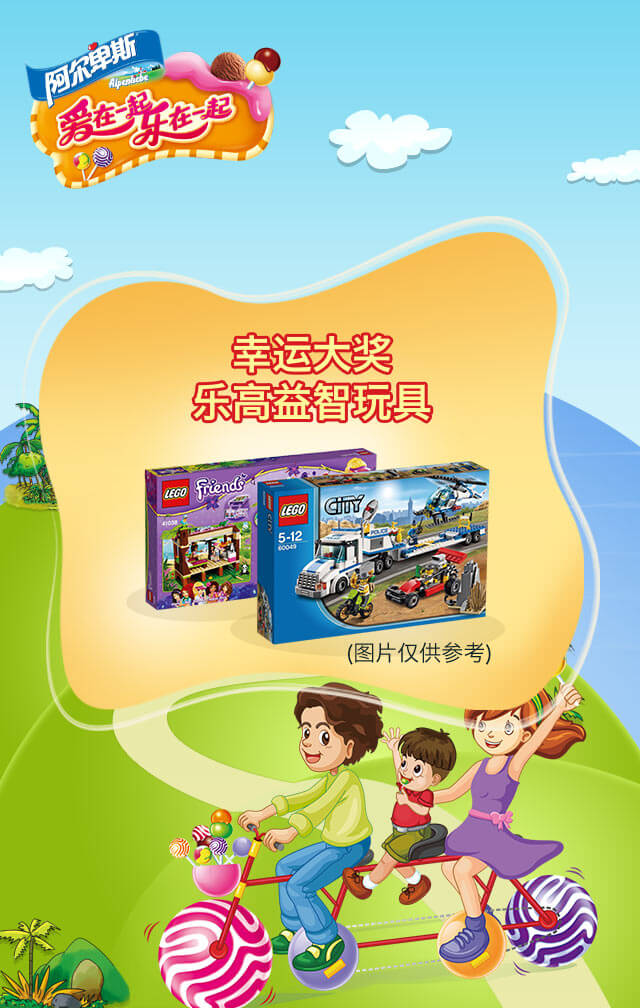 阿尔卑斯
Alpenliebe
爱在一起 乐在一起
幸运大奖
乐高益智玩具
LEGO
Friends
41038
LEGO
CITY
5-12
60049
POLICE
(图片仅供参考)